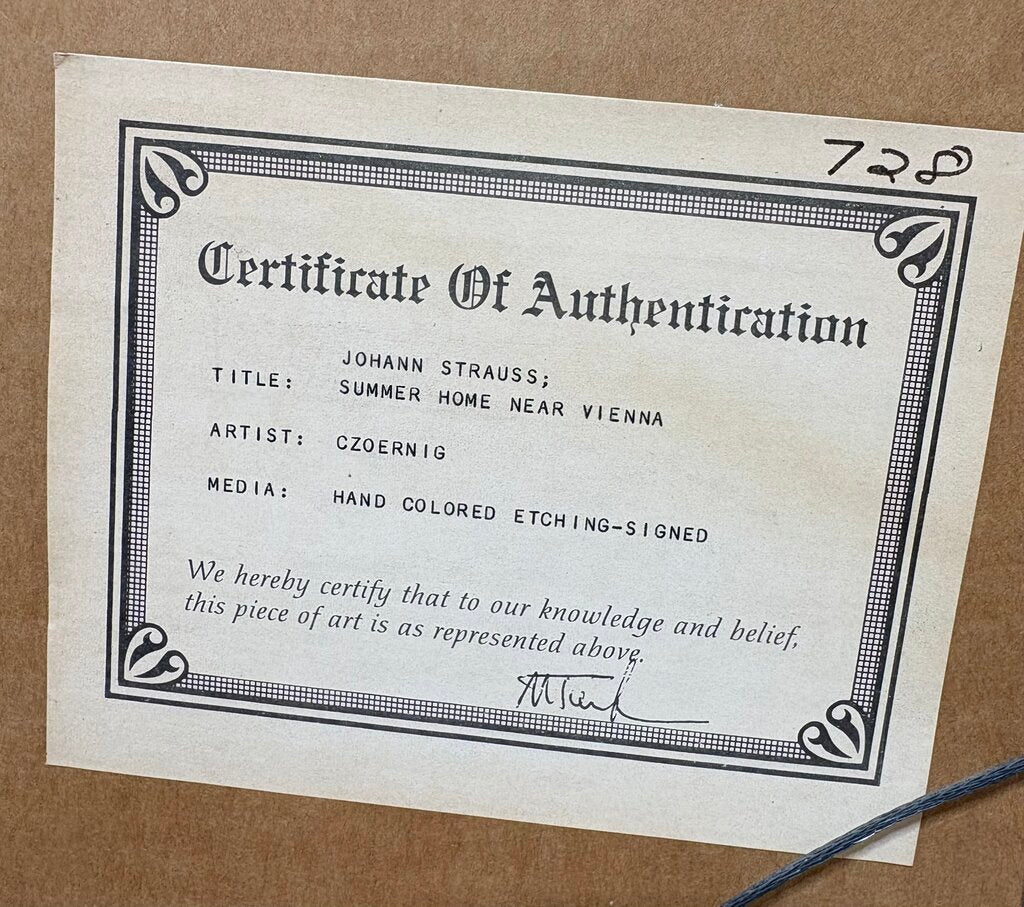 728
Certificate Of Authentication
JOHANN STRAUSS;
TITLE: SUMMER HOME NEAR VIENNA
ARTIST: CZOERNIG
MEDIA: HAND COLORED ETCHING-SIGNED
We hereby certify that to our knowledge and belief,
this piece of art is as represented above.